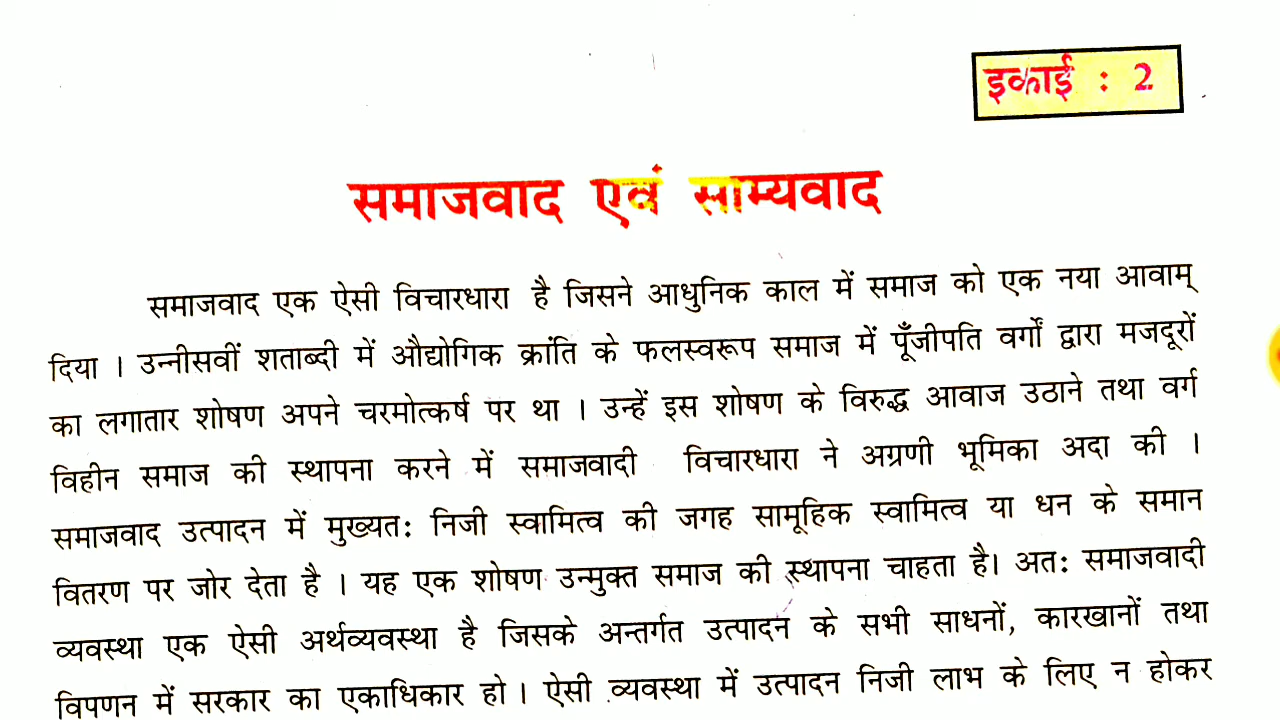 इकाई : 2
समाजवाद एवं साम्यवाद
समाजवाद एक ऐसी विचारधारा है जिसने आधुनिक काल में समाज को एक नया आवाम्
दिया । उन्नीसवीं शताब्दी में औद्योगिक क्रांति के फलस्वरूप समाज में पूँजीपति वर्गों द्वारा मजदूरों
का लगातार शोषण अपने चरमोत्कर्ष पर था । उन्हें इस शोषण के विरुद्ध आवाज उठाने तथा वर्ग
विहीन समाज की स्थापना करने में समाजवादी विचारधारा ने अग्रणी भूमिका अदा की ।
समाजवाद उत्पादन में मुख्यतः निजी स्वामित्व की जगह सामूहिक स्वामित्व या धन के समान
वितरण पर जोर देता है । यह एक शोषण उन्मुक्त समाज की स्थापना चाहता है। अतः समाजवादी
व्यवस्था एक ऐसी अर्थव्यवस्था है जिसके अन्तर्गत उत्पादन के सभी साधनों, कारखानों तथा
विपणन में सरकार का एकाधिकार हो । ऐसी व्यवस्था में उत्पादन निजी लाभ के लिए न होकर